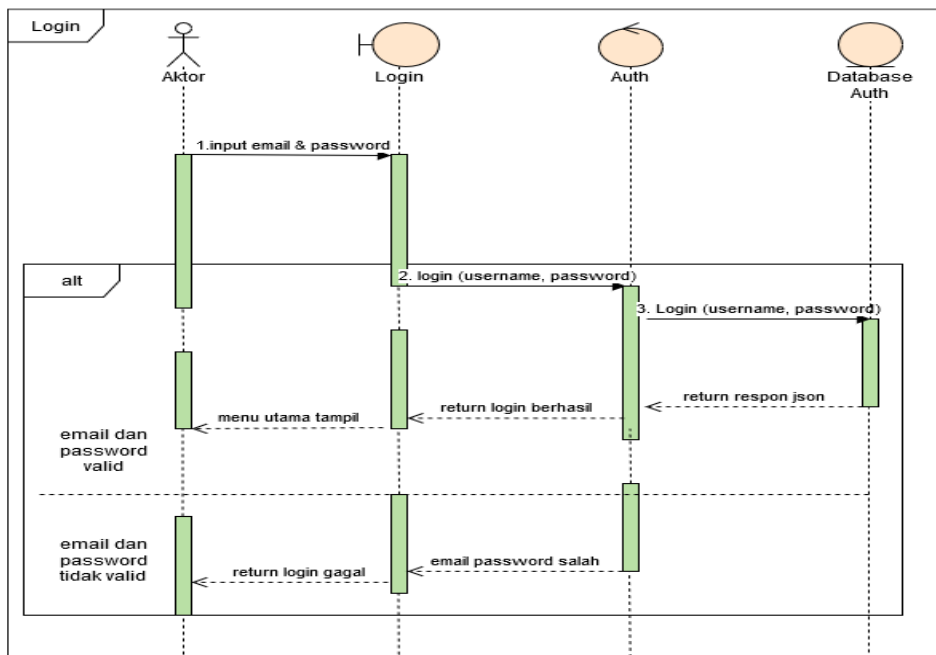 Login
Aktor
Login
Auth
Database
Auth
1.input email & password
alt
2. login (username, password)
3. Login (username, password)
return respon json
return login berhasil
menu utama tampil
email dan
password
valid
email dan
password
tidak valid
email password salah
return login gagal